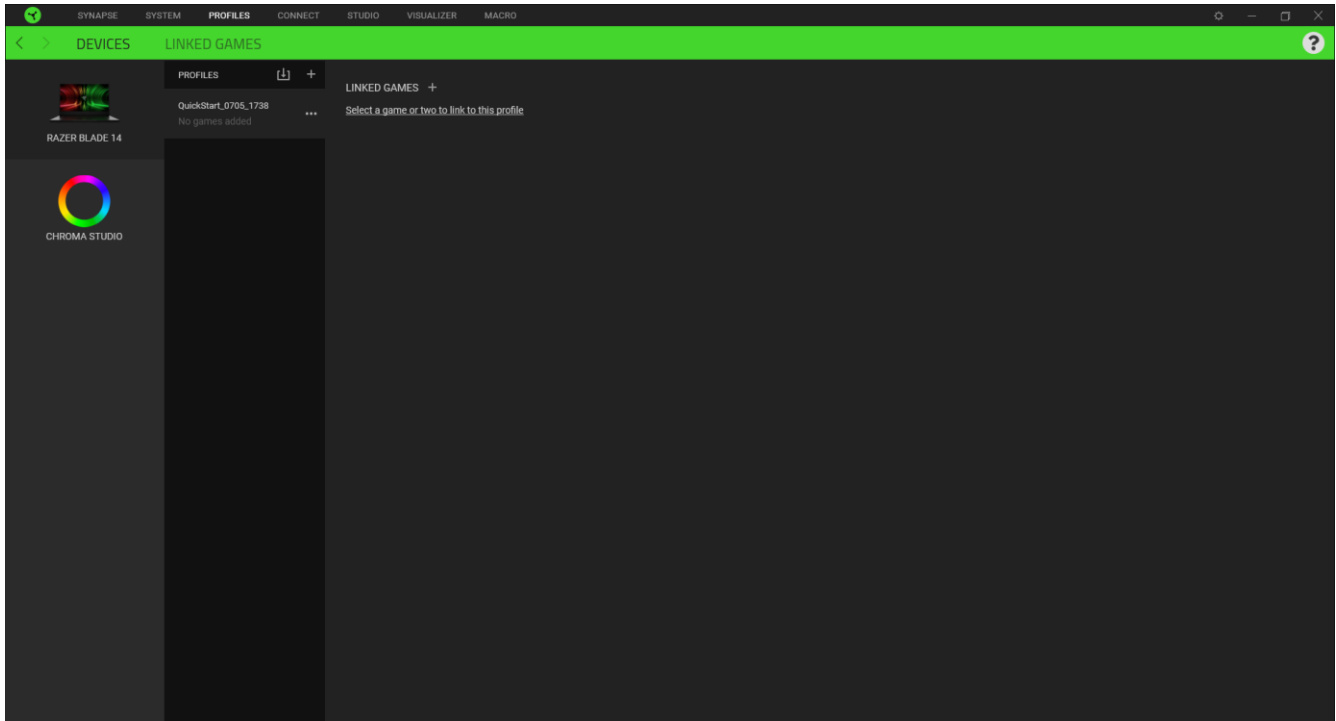 SYNAPSE SYSTEM PROFILES CONNECT STUDIO VISUALIZER MACRO
DEVICES LINKED GAMES
?
RAZER BLADE 14
CHROMA STUDIO
PROFILES
QuickStart_0705_1738
No games added
LINKED GAMES
Select a game or two to link to this profile